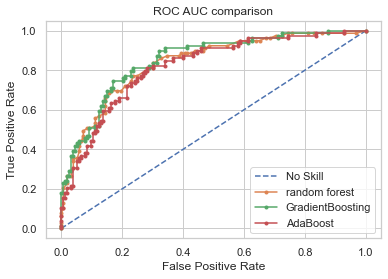 ROC AUC comparison
True Positive Rate
1.0
0.8
0.6
0.4
0.2
0.0
No Skill
random forest
GradientBoosting
AdaBoost
0.0 0.2 0.4 0.6 0.8 1.0
False Positive Rate